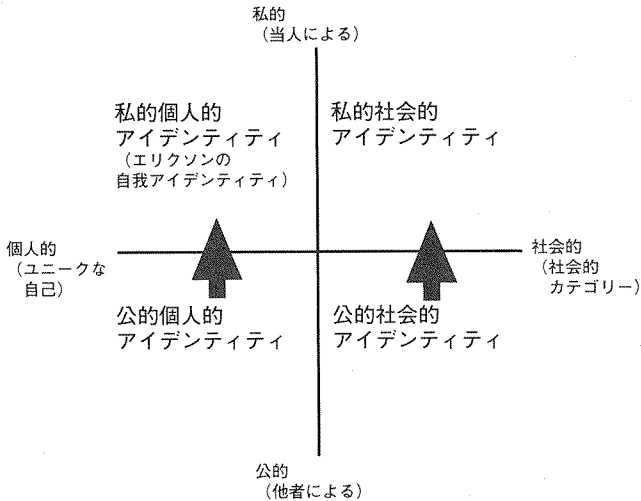 私的
（当人による）
私的個人的
アイデンティティ
（エリクソンの
自我アイデンティティ）
私的社会的
アイデンティティ
個人的
（ユニークな
自己）
社会的
（社会的
カテゴリー）
公的個人的
アイデンティティ
公的社会的
アイデンティティ
公的
（他者による）